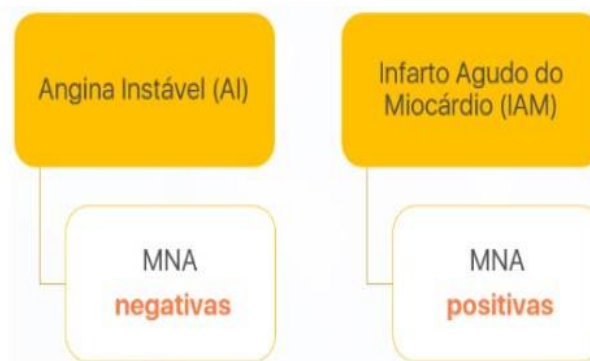 Angina Instável (AI)
MNA
negativas
Infarto Agudo do
Miocárdio (IAM)
MNA
positivas